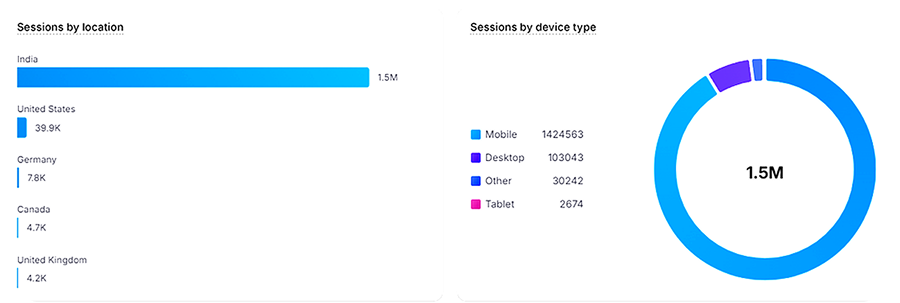 Sessions by location
India
1.5M
United States
39.9K
Germany
7.8K
Canada
4.7K
United Kingdom
4.2K
Sessions by device type
Mobile 1424563
Desktop 103043
Other 30242
Tablet 2674
1.5M